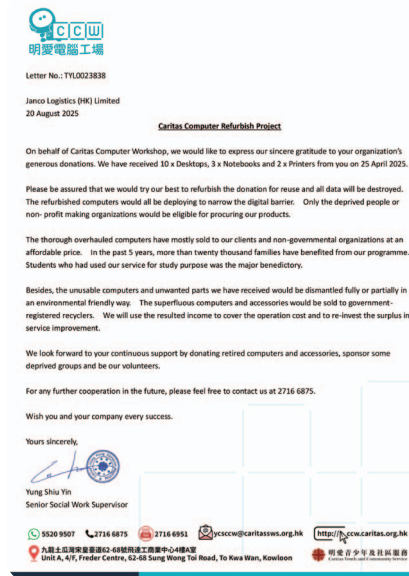 CCW
明愛電腦工場
Letter No.: TYL0023838
Janco Logistics (HK) Limited
20 August 2025
Caritas Computer Refurbish Project
On behalf of Caritas Computer Workshop, we would like to express our sincere gratitude to your organization's
generous donations. We have received 10 x Desktops, 3 x Notebooks and 2 x Printers from you on 25 April 2025.
Please be assured that we would try our best to refurbish the donation for reuse and all data will be destroyed.
The refurbished computers would all be deploying to narrow the digital barrier. Only the deprived people or
non- profit making organizations would be eligible for procuring our products.
The thorough overhauled computers have mostly sold to our clients and non-governmental organizations at an
affordable price. In the past 5 years, more than twenty thousand families have benefited from our programme.
Students who had used our service for study purpose was the major benedictory.
Besides, the unusable computers and unwanted parts we have received would be dismantled fully or partially in
an environmental friendly way. The superfluous computers and accessories would be sold to government-
registered recyclers. We will use the resulted income to cover the operation cost and to re-invest the surplus in
service improvement.
We look forward to your continuous support by donating retired computers and accessories, sponsor some
deprived groups and be our volunteers.
For any further cooperation in the future, please feel free to contact us at 2716 6875.
Wish you and your company every success.
Yours sincerely,
Yung Shiu Yin
Senior Social Work Supervisor
5520 9507 2716 6875 2716 6951 ycsccw@caritassws.org.hk http://ccw.caritas.org.hk
九龍土瓜灣宋皇臺道62-68號飛達工商業中心4樓A室
Unit A, 4/F, Freder Centre, 62-68 Sung Wong Toi Road, To Kwa Wan, Kowloon
明愛青少年及社區服務
Caritas Youth and Community Service